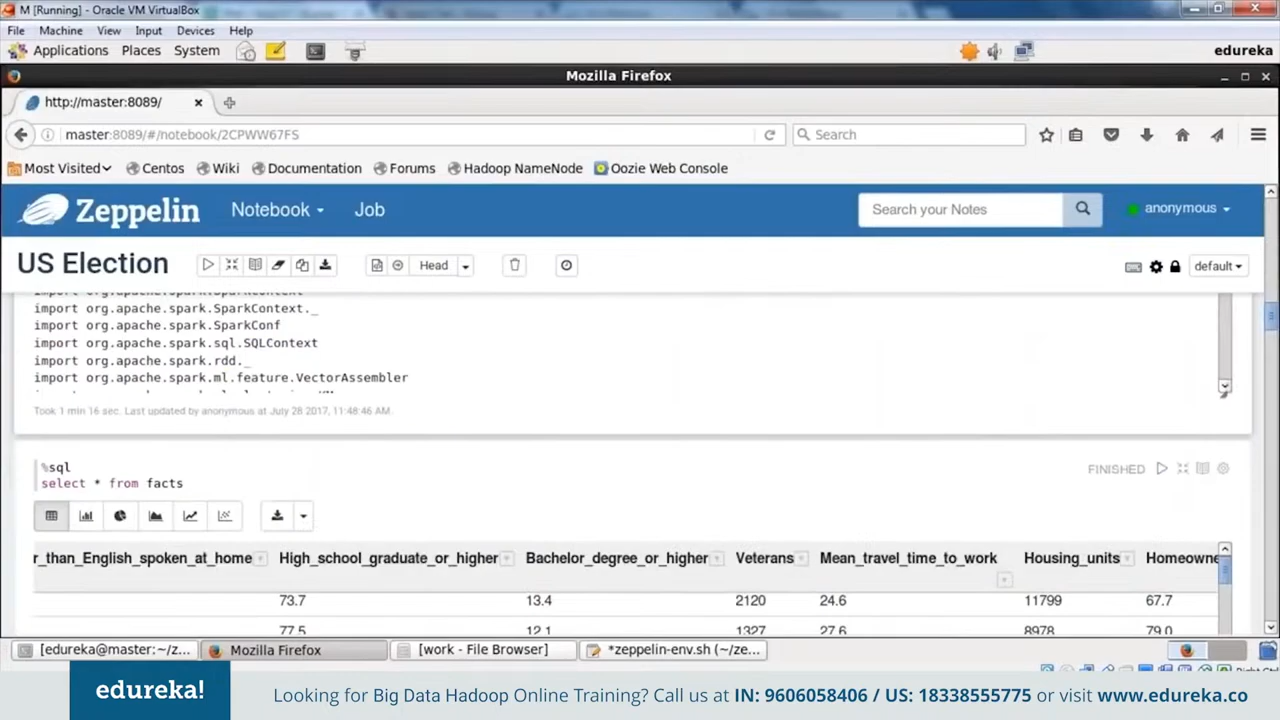 M [Running] - Oracle VM VirtualBox
File Machine View Input Devices Help
Applications Places System edureka
Mozilla Firefox
http://master:8089/
master:8089/#/notebook/2CPWW67FS Search
Most Visited Centos Wiki Documentation Forums Hadoop NameNode Oozie Web Console
Zeppelin Notebook Job Search your Notes anonymous
US Election Head default
import org.apache.spark.SparkContext
import org.apache.spark.SparkContext._
import org.apache.spark.SparkConf
import org.apache.spark.sql.SQLContext
import org.apache.spark.rdd._
import org.apache.spark.ml.feature.VectorAssembler
Took 1 min 16 sec. Last updated by anonymous at July 28 2017, 11:48:46 AM.
%sql FINISHED
select * from facts
r_than_English_spoken_at_home High_school_graduate_or_higher Bachelor_degree_or_higher Veterans Mean_travel_time_to_work Housing_units Homeowne
73.7 13.4 2120 24.6 11799 67.7
77.5 12.1 1327 27.6 8978 79.0
[edureka@master:~/z... Mozilla Firefox [work - File Browser] *zeppelin-env.sh (~/ze...
edureka! Looking for Big Data Hadoop Online Training? Call us at IN: 9606058406 / US: 18338555775 or visit www.edureka.co